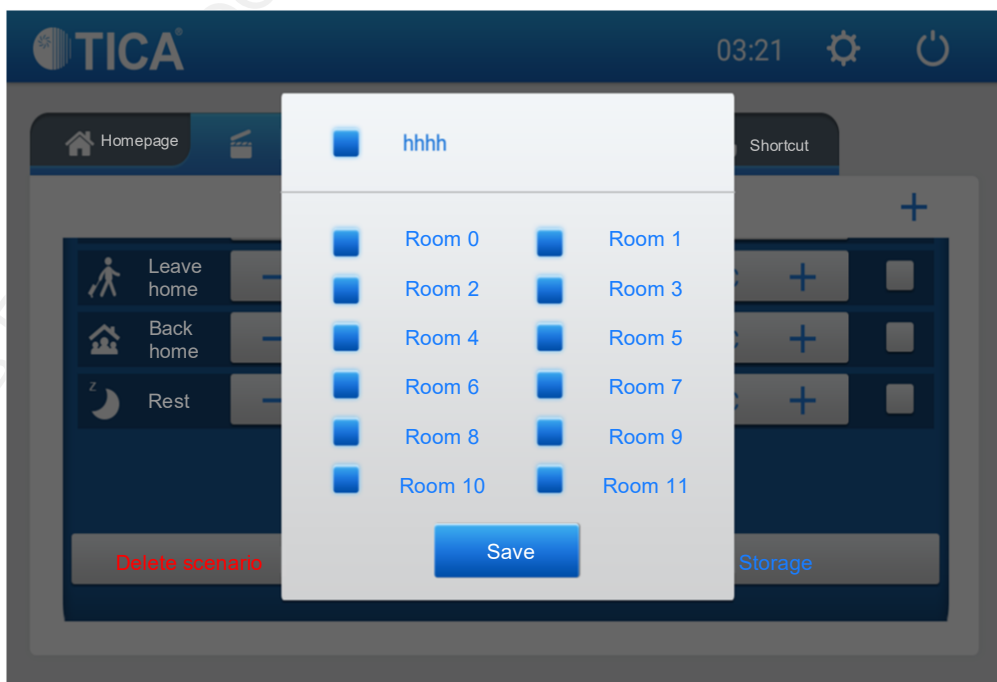 TICA
03:21
Homepage
Shortcut
hhhh
Room 0
Room 1
Room 2
Room 3
Room 4
Room 5
Room 6
Room 7
Room 8
Room 9
Room 10
Room 11
Save
Leave
home
Back
home
z
Rest
Delete scenario
Storage